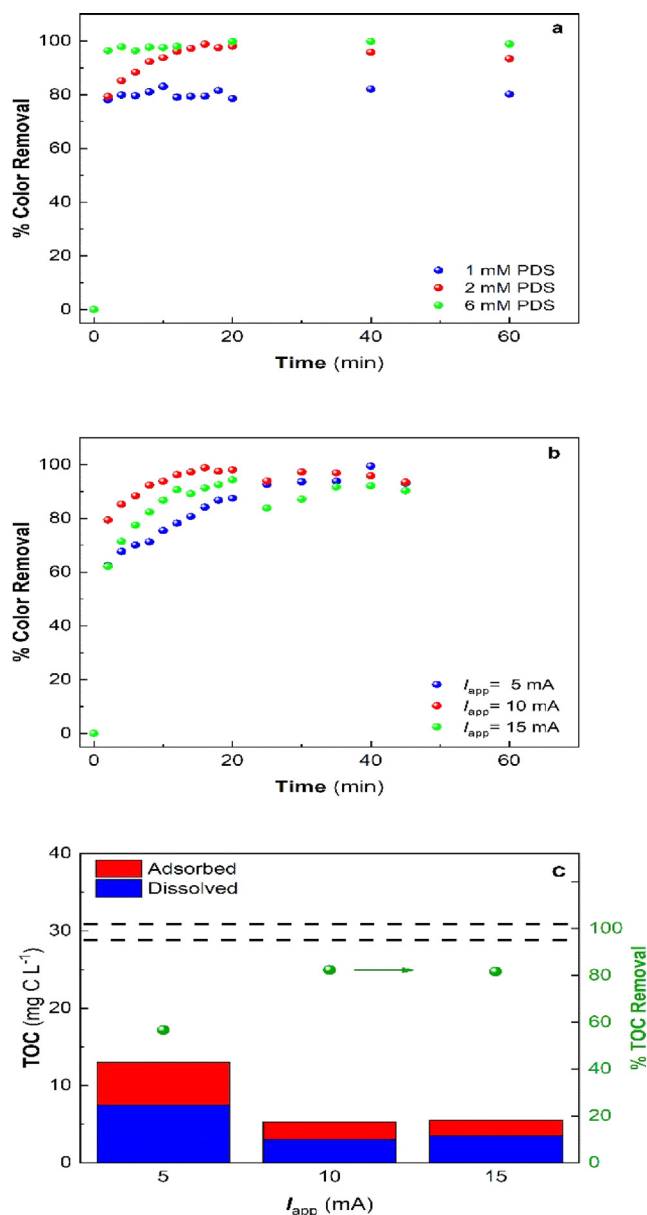 a
100
80
60
40
20
0
% Color Removal
1 mM PDS
2 mM PDS
6 mM PDS
0 20 40 60
Time (min)
b
100
80
60
40
20
0
% Color Removal
Iapp= 5 mA
Iapp= 10 mA
Iapp= 15 mA
0 20 40 60
Time (min)
c
40
30
20
10
0
TOC (mg C L-1)
Adsorbed
Dissolved
100
80
60
40
20
0
% TOC Removal
5 10 15
Iapp (mA)